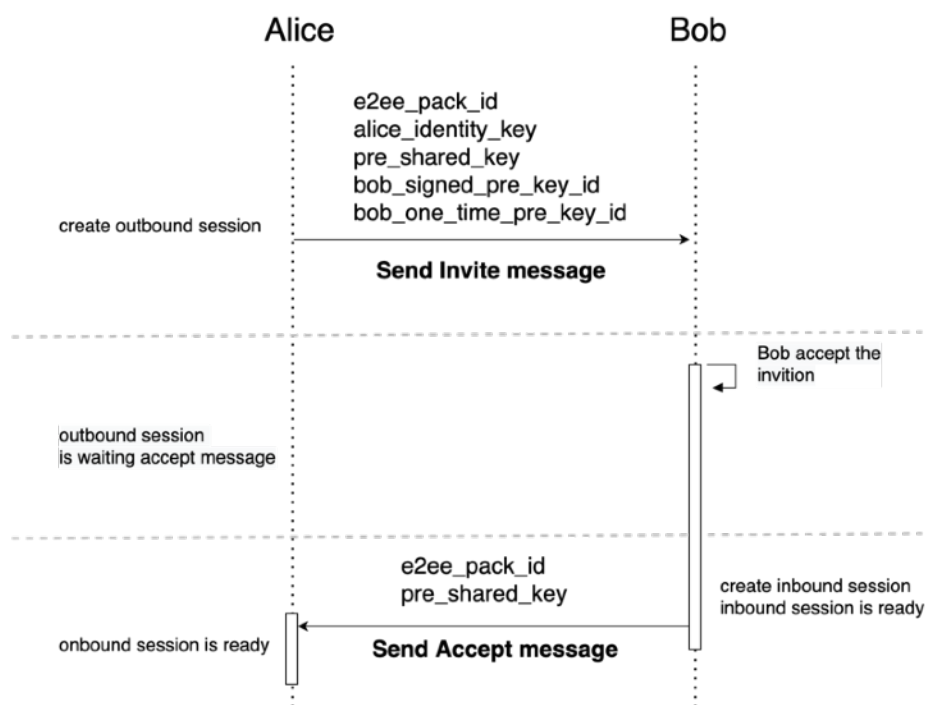 Alice
Bob
e2ee_pack_id
alice_identity_key
pre_shared_key
bob_signed_pre_key_id
bob_one_time_pre_key_id
create outbound session
Send Invite message
Bob accept the
invition
outbound session
is waiting accept message
e2ee_pack_id
pre_shared_key
create inbound session
inbound session is ready
onbound session is ready
Send Accept message